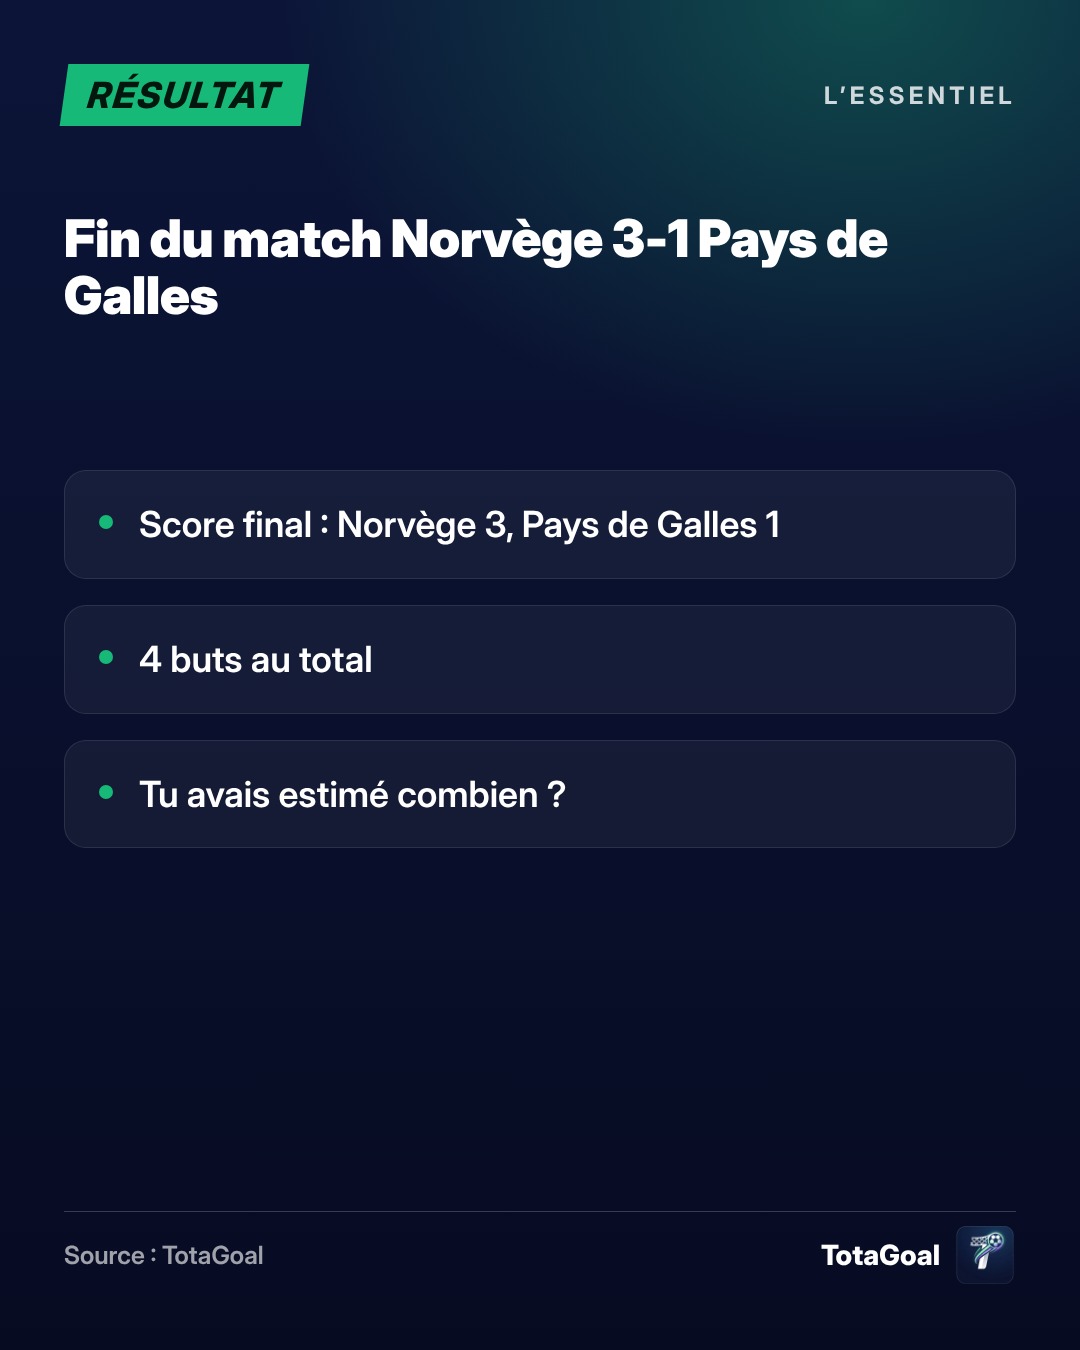 RÉSULTAT
L'ESSENTIEL
Fin du match Norvège 3-1 Pays de
Galles
Score final : Norvège 3, Pays de Galles 1
4 buts au total
Tu avais estimé combien ?
Source : TotaGoal
TotaGoal